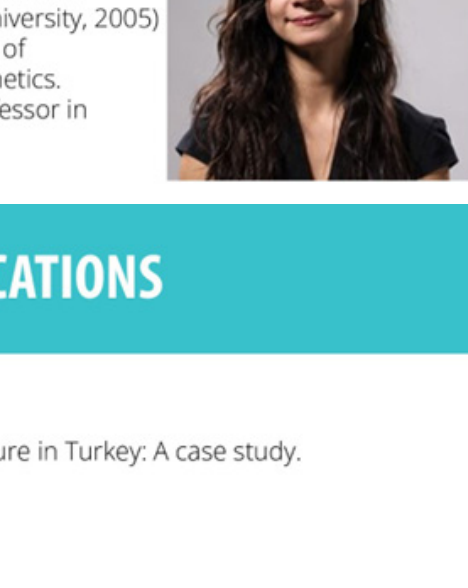 iversity, 2005)
of
etics.
essor in
CATIONS
ure in Turkey: A case study.